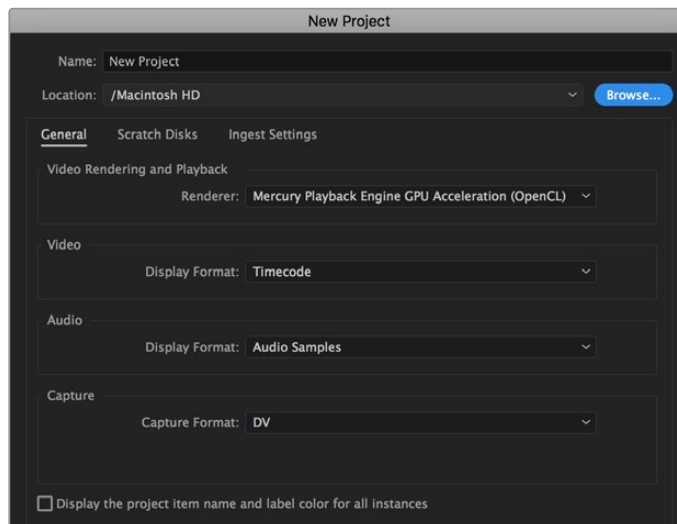 New Project
Name: New Project
Location: /Macintosh HD Browse...
General Scratch Disks Ingest Settings
Video Rendering and Playback
Renderer: Mercury Playback Engine GPU Acceleration (OpenCL)
Video
Display Format: Timecode
Audio
Display Format: Audio Samples
Capture
Capture Format: DV
Display the project item name and label color for all instances